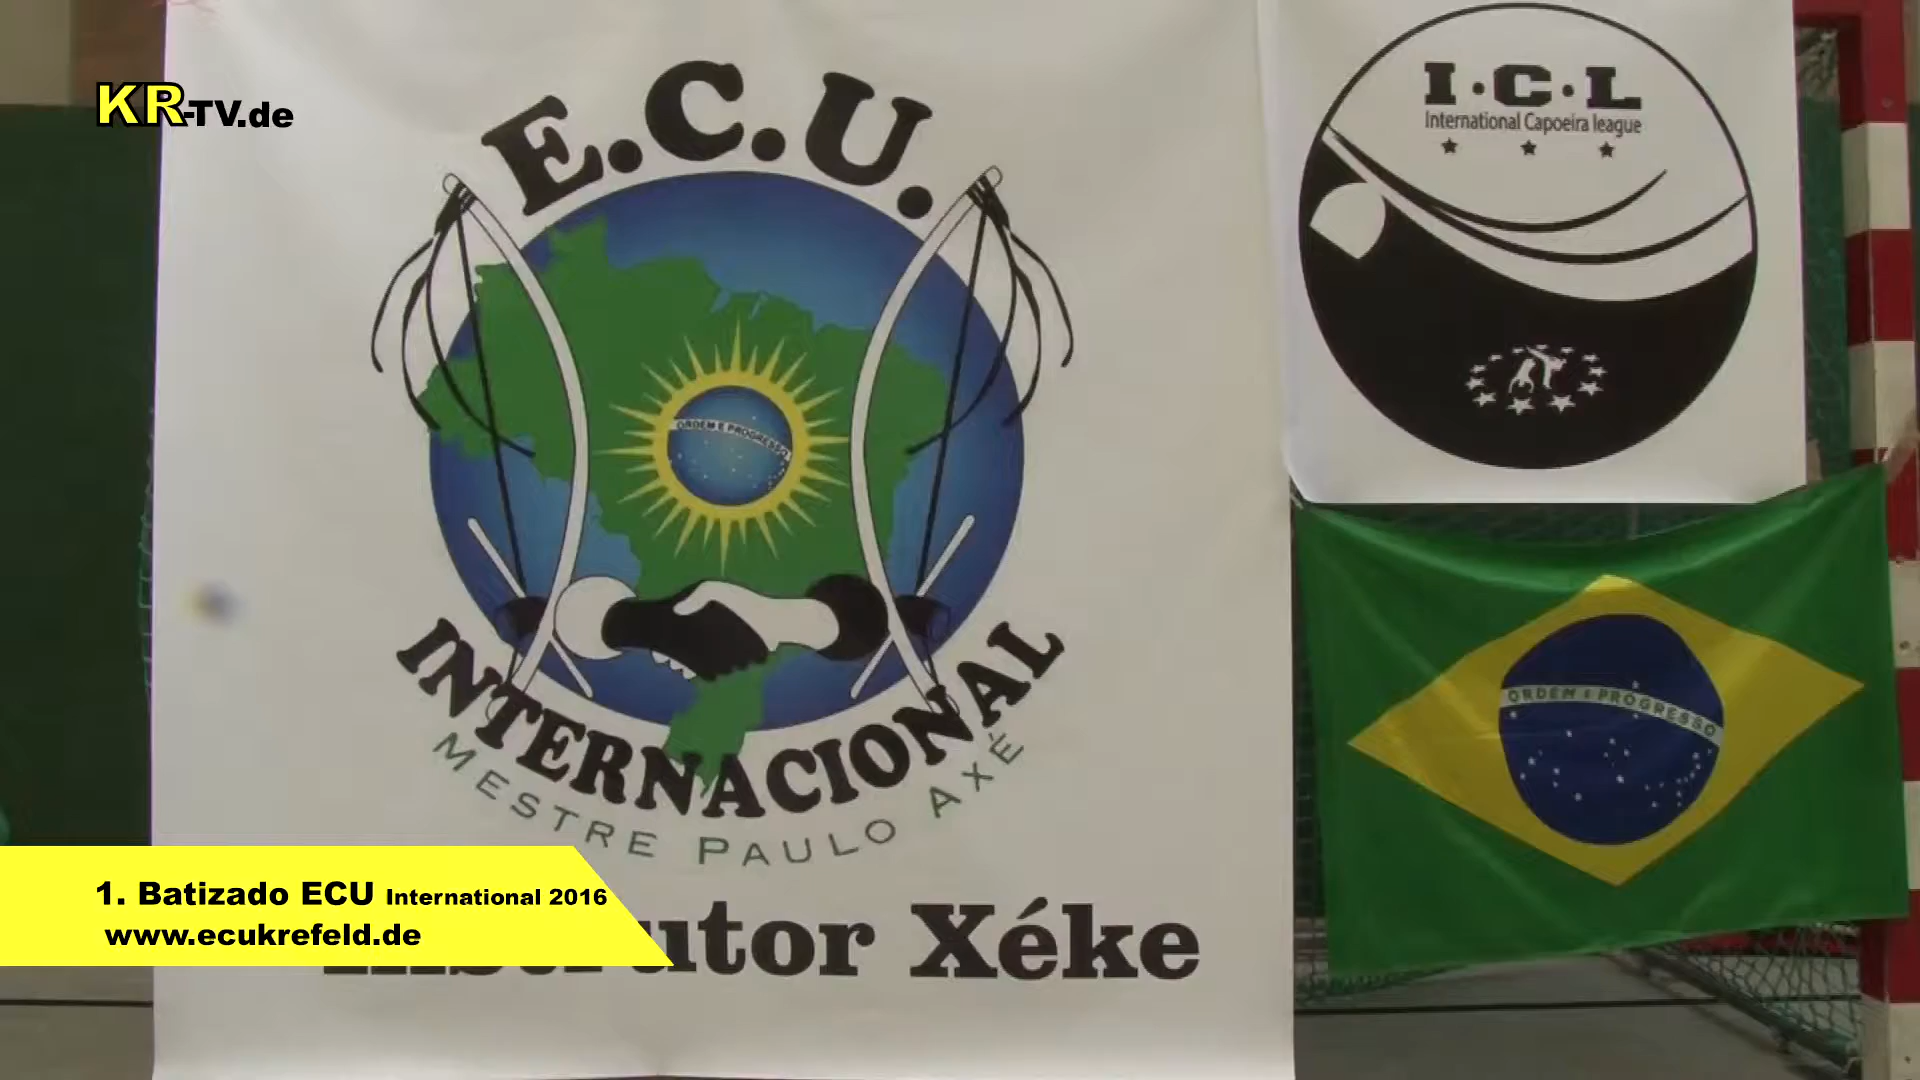 KR-TV.de
E.C.U.
ORDEM E PROGRESSO
INTERNACIONAL
MESTRE PAULO AXÉ
Instrutor Xéke
I.C.L
International Capoeira league
ORDEM E PROGRESSO
1. Batizado ECU International 2016
www.ecukrefeld.de